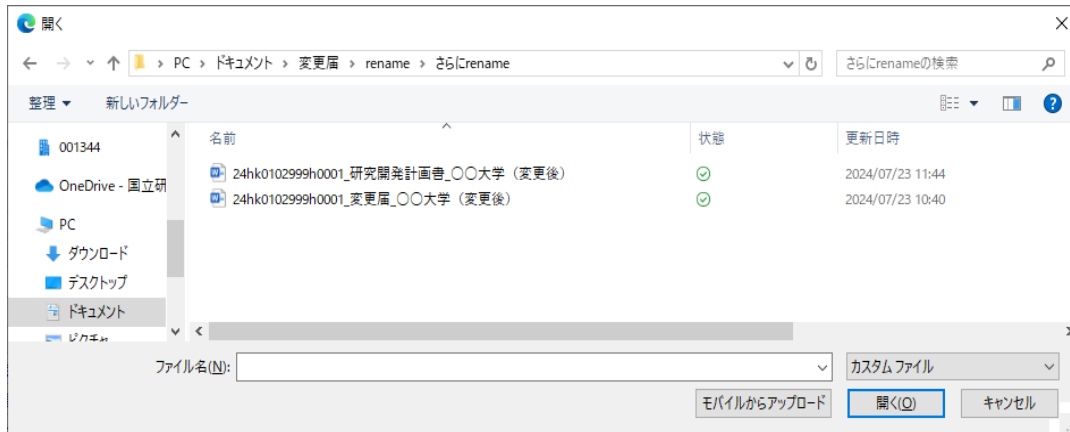 開く
PC › ドキュメント › 変更届 › rename › さらにrename
さらにrenameの検索
整理 新しいフォルダー
名前 状態 更新日時
001344
OneDrive - 国立研
PC
ダウンロード
デスクトップ
ドキュメント
ピクチャ
24hk0102999h0001_研究開発計画書_〇〇大学（変更後） 2024/07/23 11:44
24hk0102999h0001_変更届_〇〇大学（変更後） 2024/07/23 10:40
ファイル名(N): カスタム ファイル
モバイルからアップロード 開く(O) キャンセル